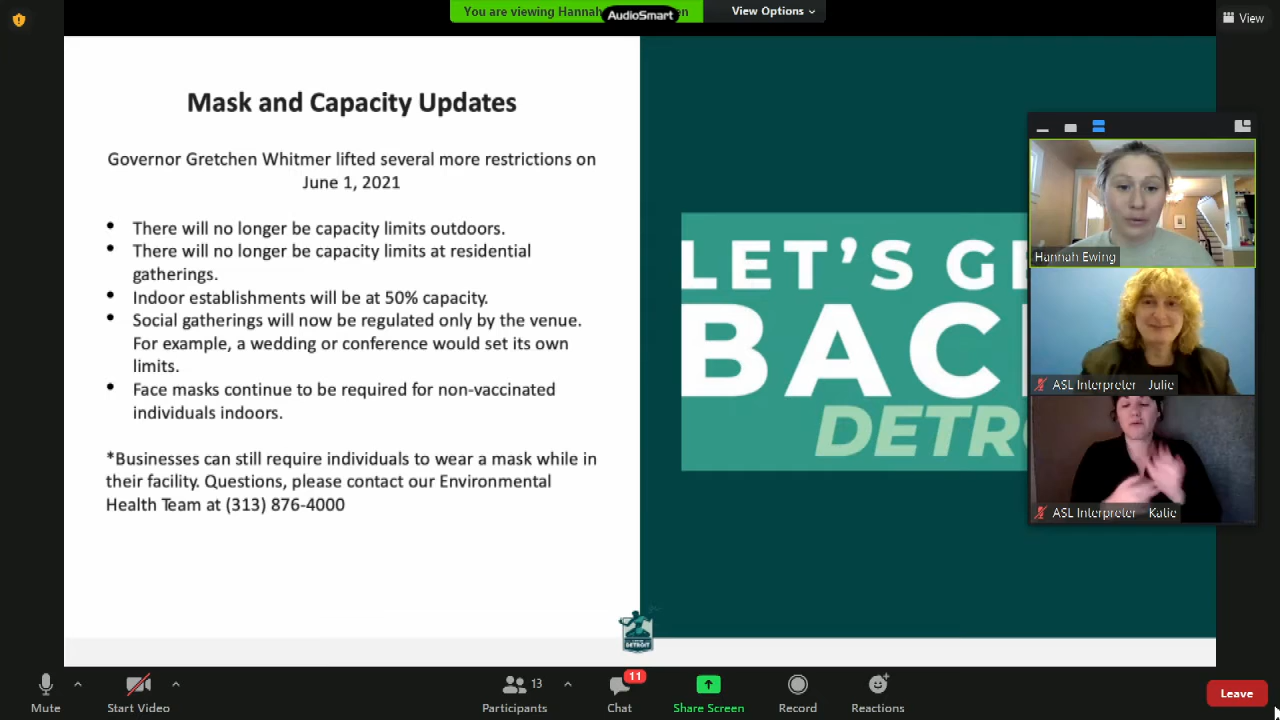 You are viewing Hannah
AudioSmart
en
View Options
View
Mask and Capacity Updates
Governor Gretchen Whitmer lifted several more restrictions on
June 1, 2021
• There will no longer be capacity limits outdoors.
• There will no longer be capacity limits at residential
gatherings.
• Indoor establishments will be at 50% capacity.
• Social gatherings will now be regulated only by the venue.
For example, a wedding or conference would set its own
limits.
• Face masks continue to be required for non-vaccinated
individuals indoors.
*Businesses can still require individuals to wear a mask while in
their facility. Questions, please contact our Environmental
Health Team at (313) 876-4000
LET'S GE
BAC
DETR
Hannah Ewing
ASL Interpreter Julie
ASL Interpreter Katie
DETROIT
Mute
Start Video
13
Participants
11
Chat
Share Screen
Record
Reactions
Leave